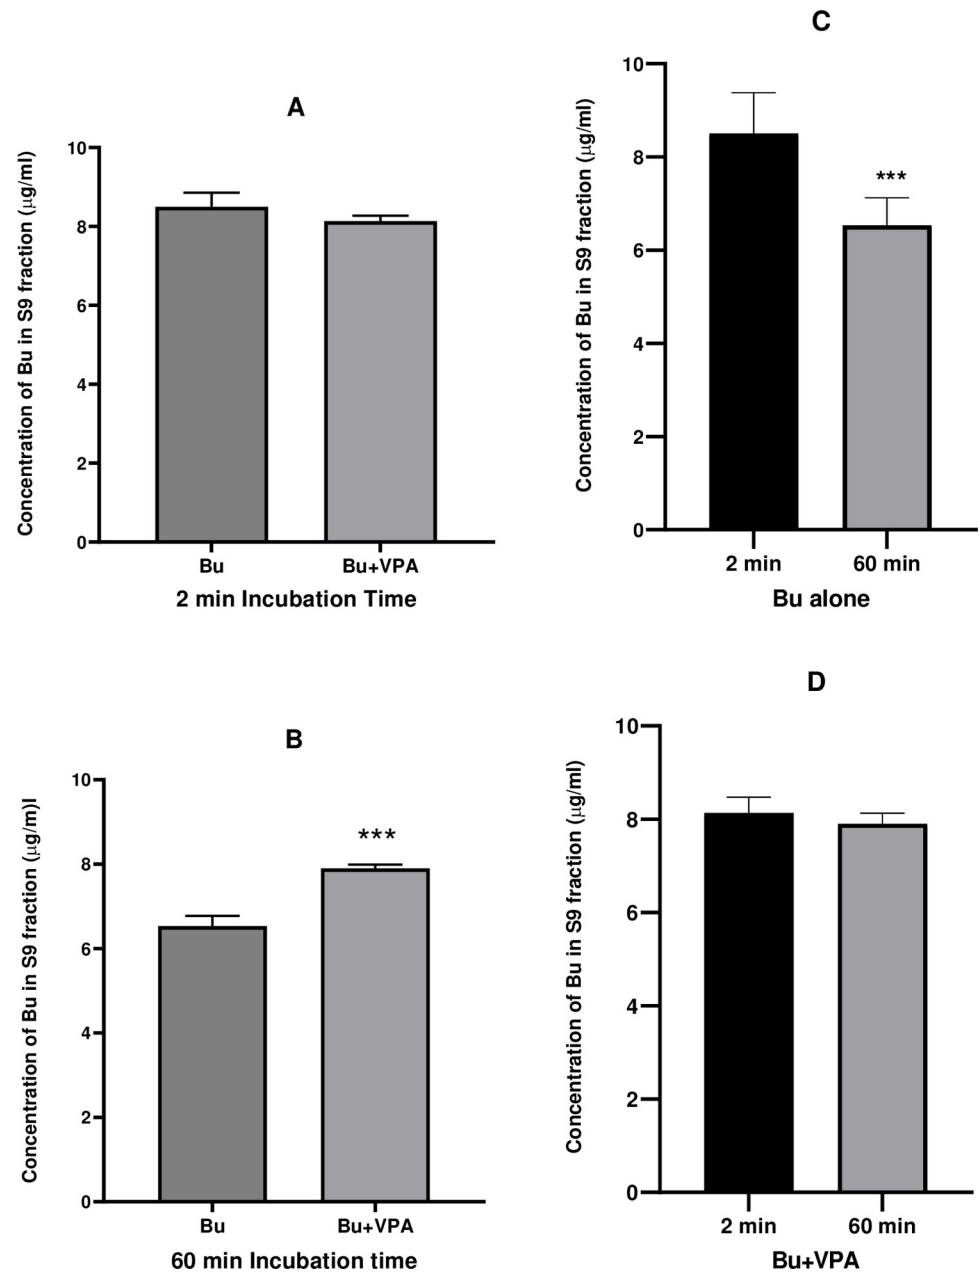 A
Concentration of Bu in S9 fraction (μg/ml)
10
8
6
4
2
0
Bu Bu+VPA
2 min Incubation Time
C
Concentration of Bu in S9 fraction (μg/ml)
10
8
6
4
2
0
***
2 min 60 min
Bu alone
B
Concentration of Bu in S9 fraction (μg/m)l
10
8
6
4
2
0
***
Bu Bu+VPA
60 min Incubation time
D
Concentration of Bu in S9 fraction (μg/ml)
10
8
6
4
2
0
2 min 60 min
Bu+VPA